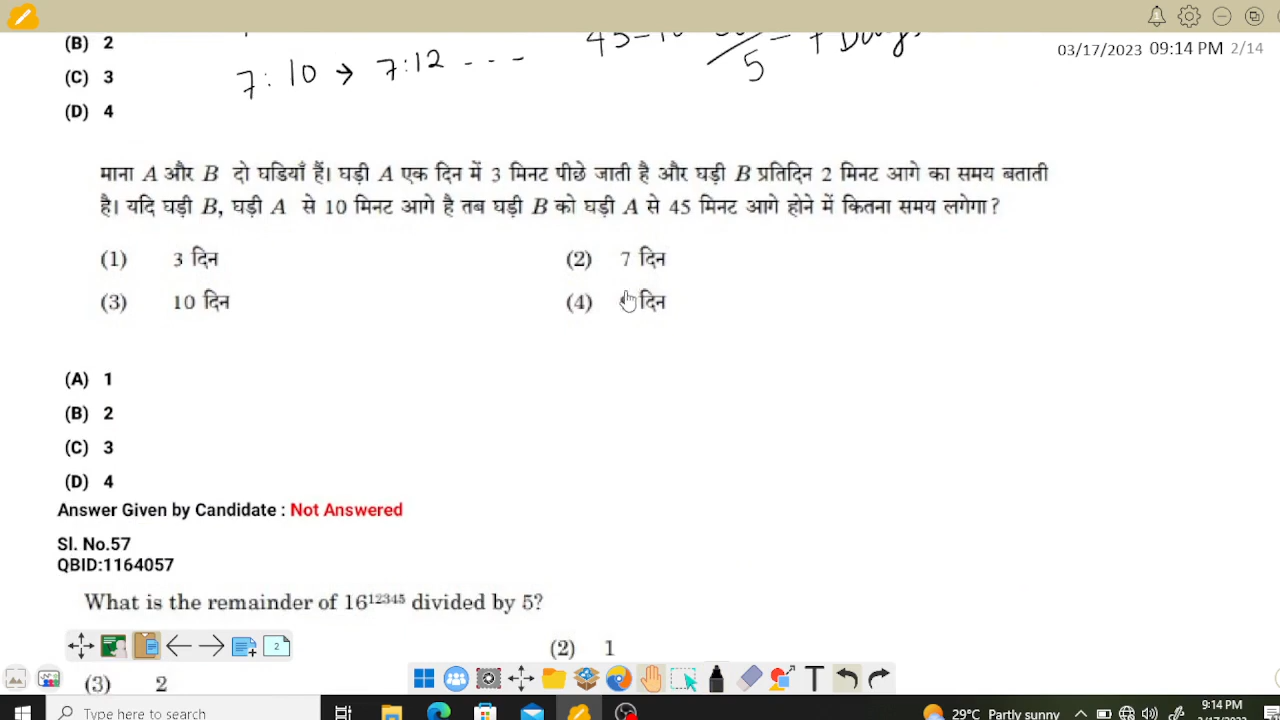 03/17/2023 09:14 PM 2/14
(B) 2
(C) 3
7:10 → 7:12 - - -
5
(D) 4
माना A और B दो घडियाँ हैं। घड़ी A एक दिन में 3 मिनट पीछे जाती है और घड़ी B प्रतिदिन 2 मिनट आगे का समय बताती
है। यदि घड़ी B, घड़ी A से 10 मिनट आगे है तब घड़ी B को घड़ी A से 45 मिनट आगे होने में कितना समय लगेगा?
(1) 3 दिन (2) 7 दिन
(3) 10 दिन (4) दिन
(A) 1
(B) 2
(C) 3
(D) 4
Answer Given by Candidate : Not Answered
Sl. No.57
QBID:1164057
What is the remainder of 16¹²³⁴⁵ divided by 5?
(2) 1
(3) 2
2
T
Type here to search
29°C Partly sunny
9:14 PM